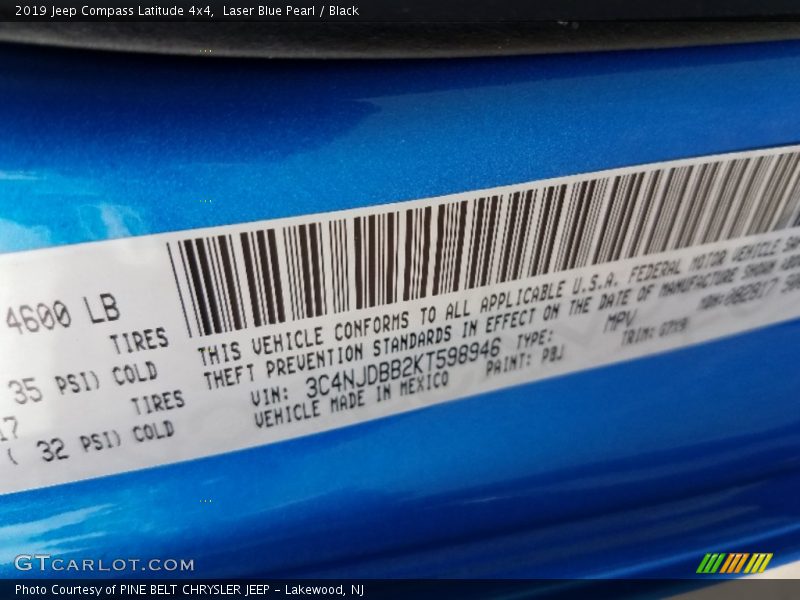 2019 Jeep Compass Latitude 4x4, Laser Blue Pearl / Black
4600 LB
TIRES
35 PSI) COLD
17 TIRES
( 32 PSI) COLD
THIS VEHICLE CONFORMS TO ALL APPLICABLE U.S.A. FEDERAL MOTOR VEHICLE
THEFT PREVENTION STANDARDS IN EFFECT ON THE DATE OF MANUFACTURE SHOWN
VIN: 3C4NJDBB2KT598946 TYPE: MPV
VEHICLE MADE IN MEXICO PAINT: PBJ TRIM:
GTCARLOT.COM
Photo Courtesy of PINE BELT CHRYSLER JEEP - Lakewood, NJ